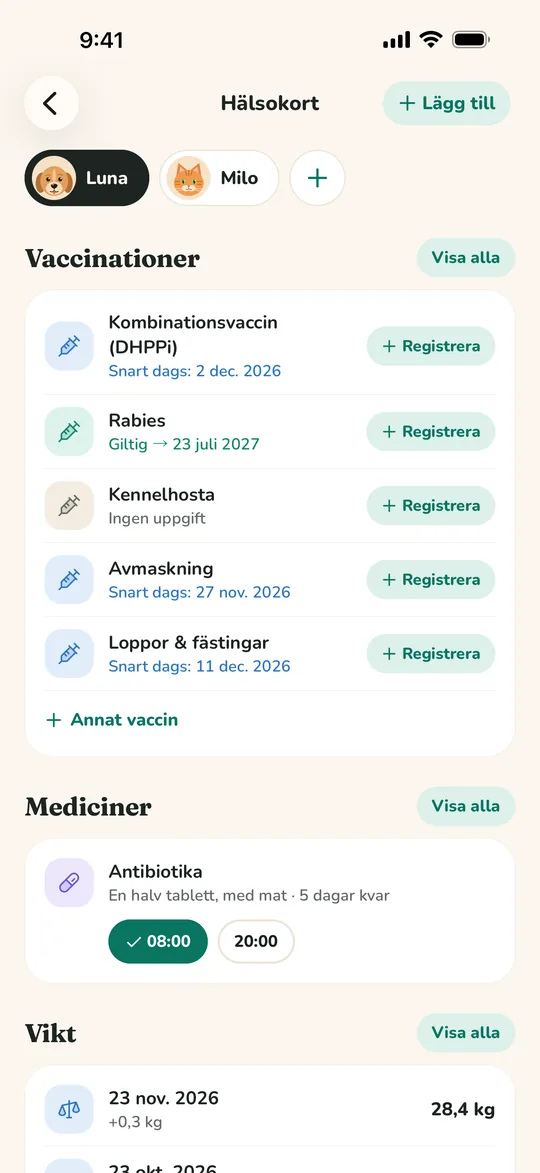 9:41
Hälsokort
+ Lägg till
Luna
Milo
+
Vaccinationer
Visa alla
Kombinationsvaccin
(DHPPi)
Snart dags: 2 dec. 2026
+ Registrera
Rabies
Giltig → 23 juli 2027
+ Registrera
Kennelhosta
Ingen uppgift
+ Registrera
Avmaskning
Snart dags: 27 nov. 2026
+ Registrera
Loppor & fästingar
Snart dags: 11 dec. 2026
+ Registrera
+ Annat vaccin
Mediciner
Visa alla
Antibiotika
En halv tablett, med mat · 5 dagar kvar
✓ 08:00
20:00
Vikt
Visa alla
23 nov. 2026
+0,3 kg
28,4 kg
23 okt. 2026